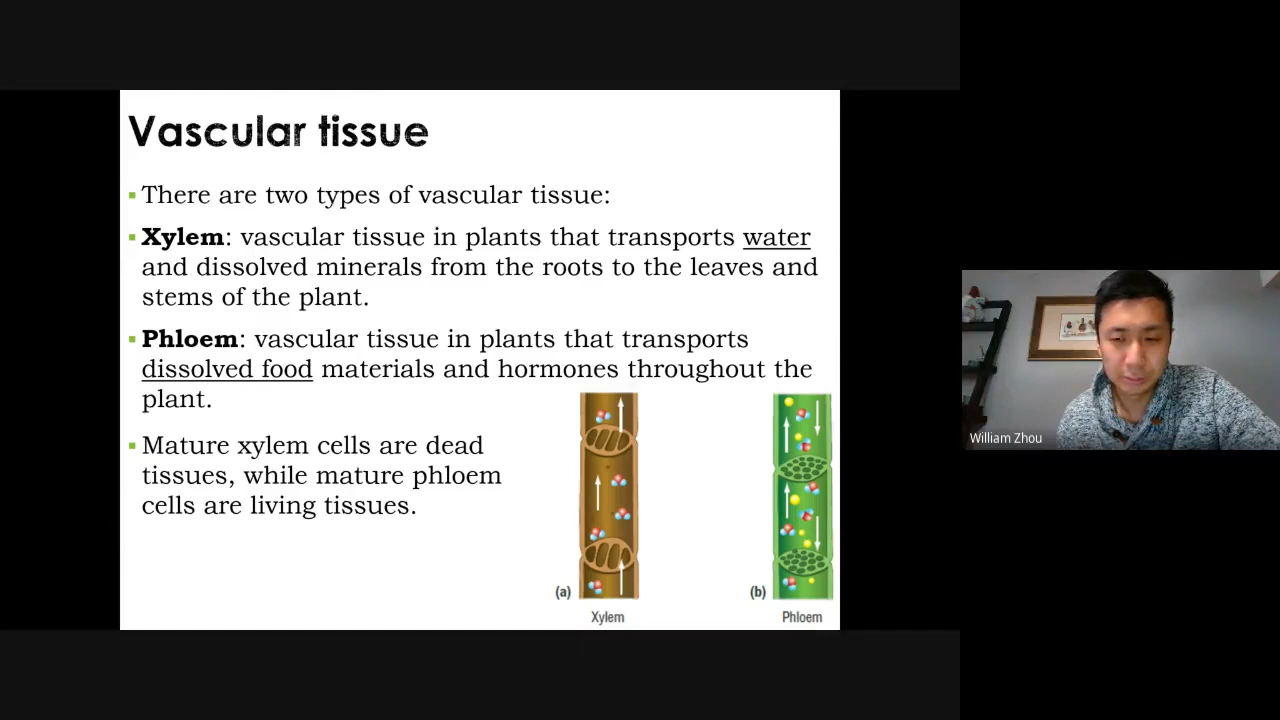 Vascular tissue
There are two types of vascular tissue:
Xylem: vascular tissue in plants that transports water
and dissolved minerals from the roots to the leaves and
stems of the plant.
Phloem: vascular tissue in plants that transports
dissolved food materials and hormones throughout the
plant.
Mature xylem cells are dead
tissues, while mature phloem
cells are living tissues.
(a)
Xylem
(b)
Phloem
William Zhou